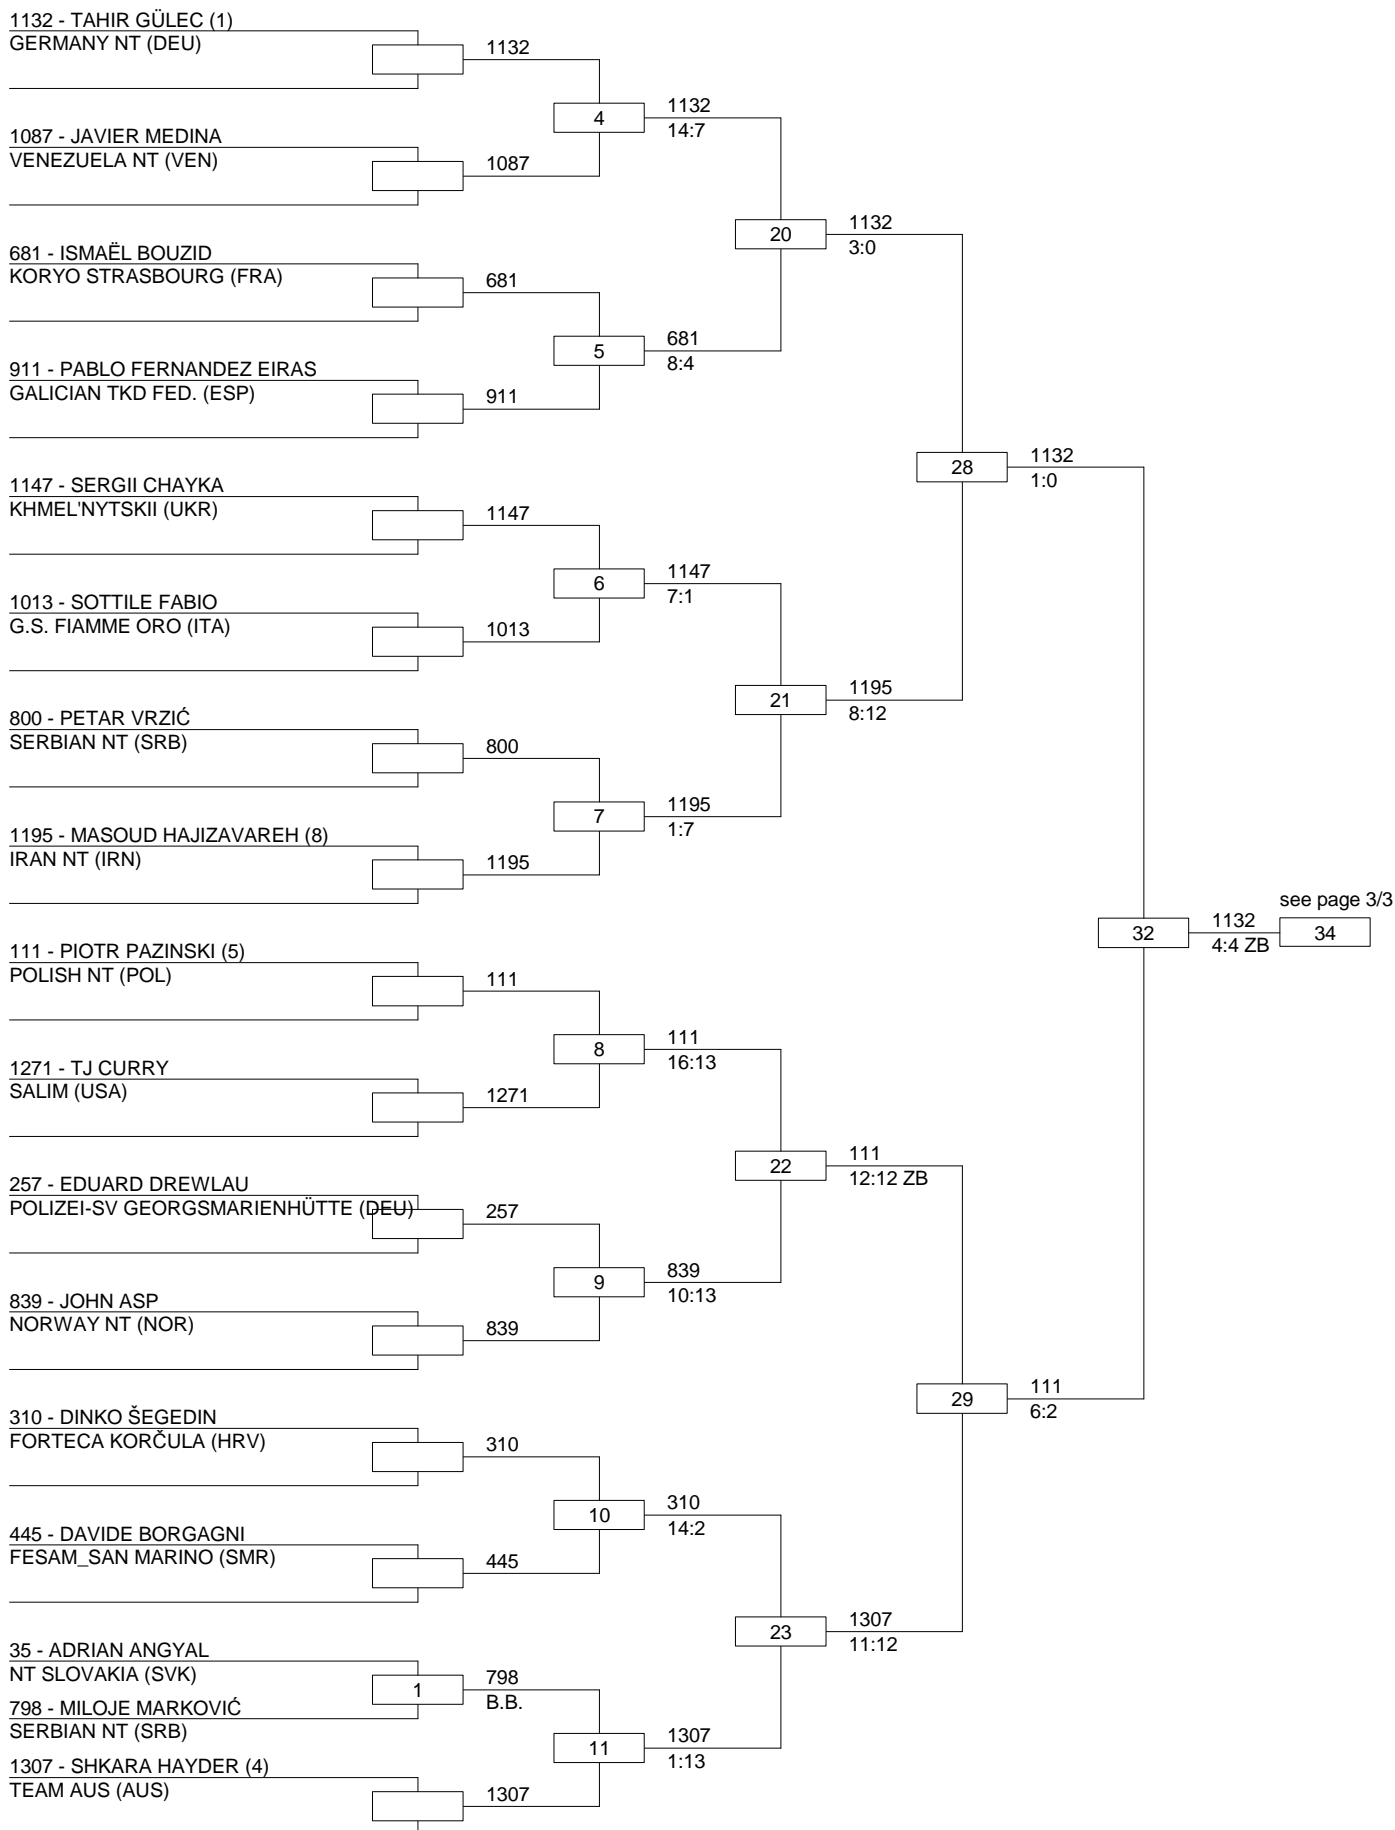 1132 - TAHIR GÜLEC (1)
GERMANY NT (DEU)
1132
4
1132
14:7
1087 - JAVIER MEDINA
VENEZUELA NT (VEN)
1087
20
1132
3:0
681 - ISMAËL BOUZID
KORYO STRASBOURG (FRA)
681
5
681
8:4
911 - PABLO FERNANDEZ EIRAS
GALICIAN TKD FED. (ESP)
911
28
1132
1:0
1147 - SERGII CHAYKA
KHMEL'NYTSKII (UKR)
1147
6
1147
7:1
1013 - SOTTILE FABIO
G.S. FIAMME ORO (ITA)
1013
21
1195
8:12
800 - PETAR VRZIĆ
SERBIAN NT (SRB)
800
7
1195
1:7
1195 - MASOUD HAJIZAVAREH (8)
IRAN NT (IRN)
1195
see page 3/3
32
1132
4:4 ZB
34
111 - PIOTR PAZINSKI (5)
POLISH NT (POL)
111
8
111
16:13
1271 - TJ CURRY
SALIM (USA)
1271
22
111
12:12 ZB
257 - EDUARD DREWLAU
POLIZEI-SV GEORGSMARIENHÜTTE (DEU)
257
9
839
10:13
839 - JOHN ASP
NORWAY NT (NOR)
839
29
111
6:2
310 - DINKO ŠEGEDIN
FORTECA KORČULA (HRV)
310
10
310
14:2
445 - DAVIDE BORGAGNI
FESAM_SAN MARINO (SMR)
445
23
1307
11:12
35 - ADRIAN ANGYAL
NT SLOVAKIA (SVK)
1
798
B.B.
798 - MILOJE MARKOVIĆ
SERBIAN NT (SRB)
11
1307
1:13
1307 - SHKARA HAYDER (4)
TEAM AUS (AUS)
1307